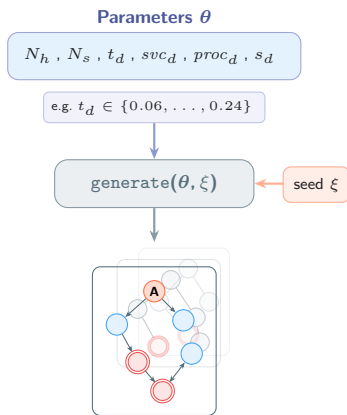 Parameters θ
N_h , N_s , t_d , svc_d , proc_d , s_d
e.g. t_d ∈ {0.06, . . . , 0.24}
generate(θ, ξ)
seed ξ
A